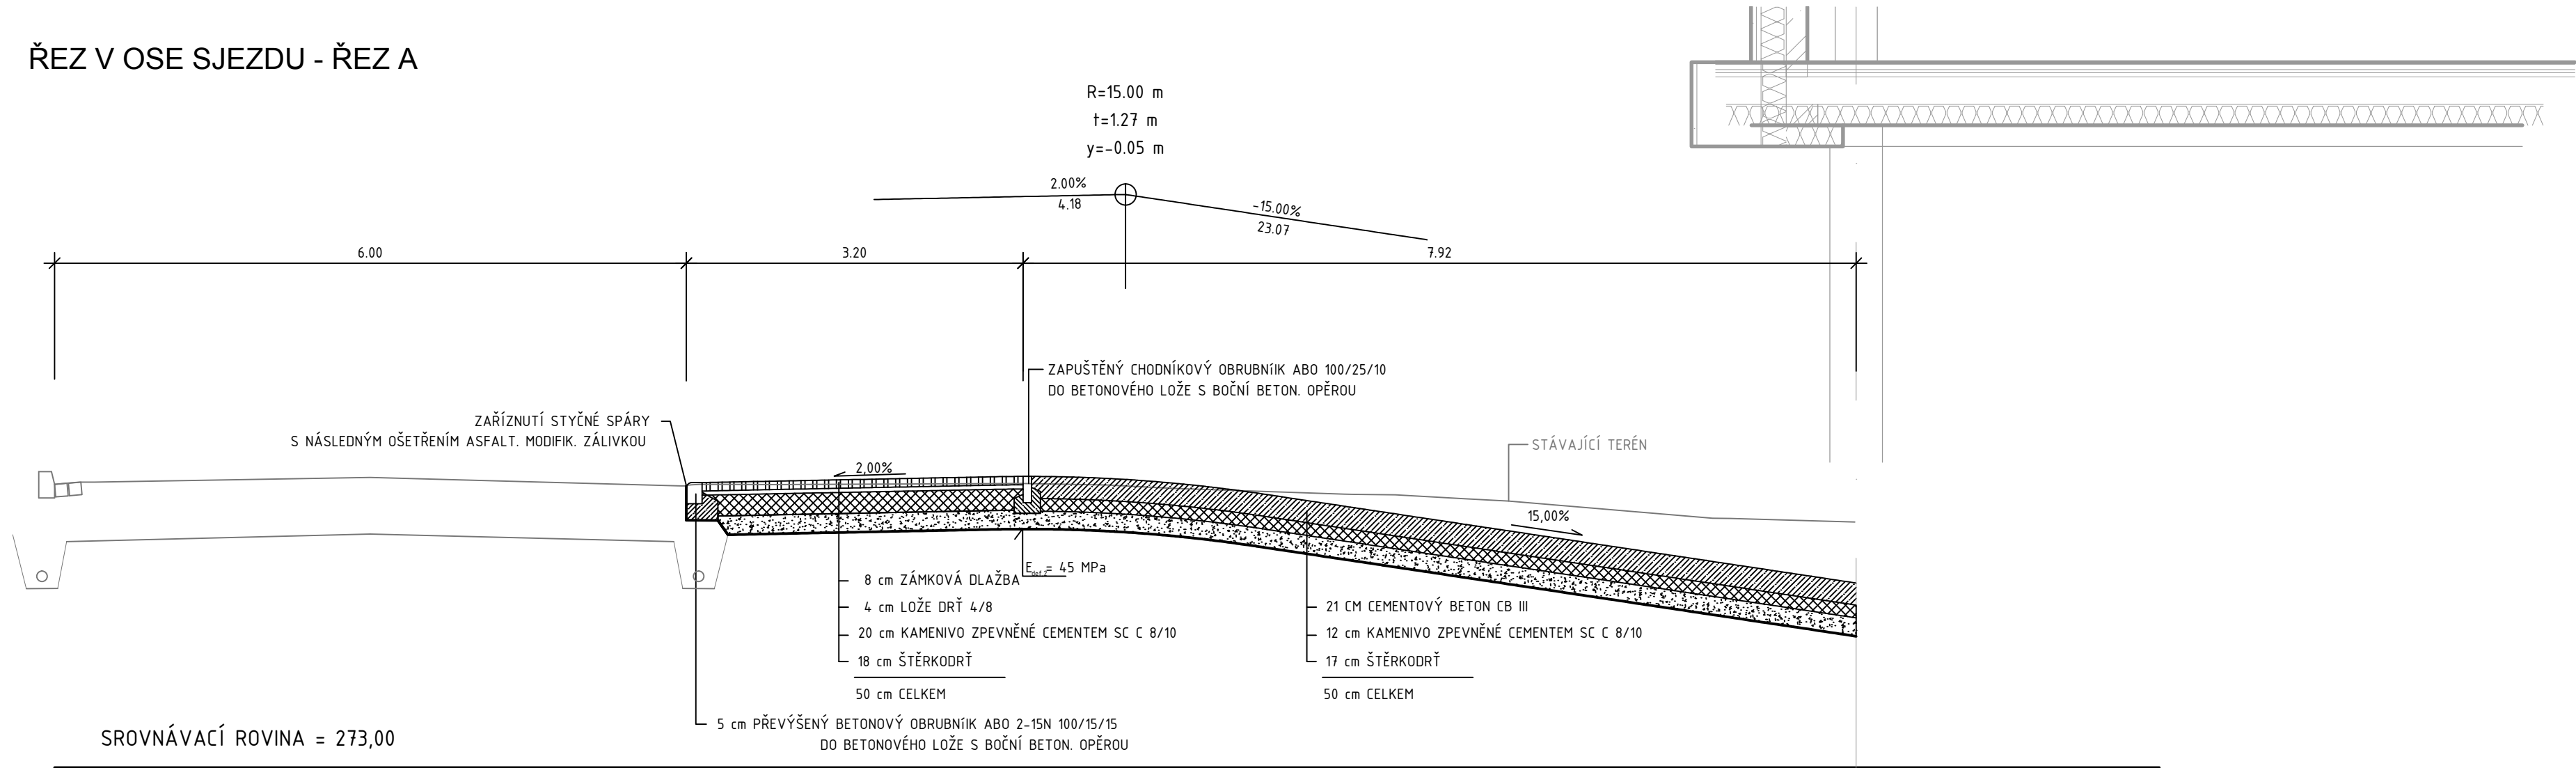 ŘEZ V OSE SJEZDU - ŘEZ A
R=15.00 m
t=1.27 m
y=-0.05 m
2.00%
4.18
-15.00%
23.07
6.00
3.20
7.92
ZAPUŠTĚNÝ CHODNÍKOVÝ OBRUBNíIK ABO 100/25/10
DO BETONOVÉHO LOŽE S BOČNÍ BETON. OPĚROU
ZAŘÍZNUTÍ STYČNÉ SPÁRY
S NÁSLEDNÝM OŠETŘENÍM ASFALT. MODIFIK. ZÁLIVKOU
STÁVAJÍCÍ TERÉN
2,00%
15,00%
Edef,2= 45 MPa
8 cm ZÁMKOVÁ DLAŽBA
4 cm LOŽE DRŤ 4/8
20 cm KAMENIVO ZPEVNĚNÉ CEMENTEM SC C 8/10
18 cm ŠTĚRKODRŤ
50 cm CELKEM
21 CM CEMENTOVÝ BETON CB III
12 cm KAMENIVO ZPEVNĚNÉ CEMENTEM SC C 8/10
17 cm ŠTĚRKODRŤ
50 cm CELKEM
5 cm PŘEVÝŠENÝ BETONOVÝ OBRUBNíIK ABO 2-15N 100/15/15
DO BETONOVÉHO LOŽE S BOČNÍ BETON. OPĚROU
SROVNÁVACÍ ROVINA = 273,00